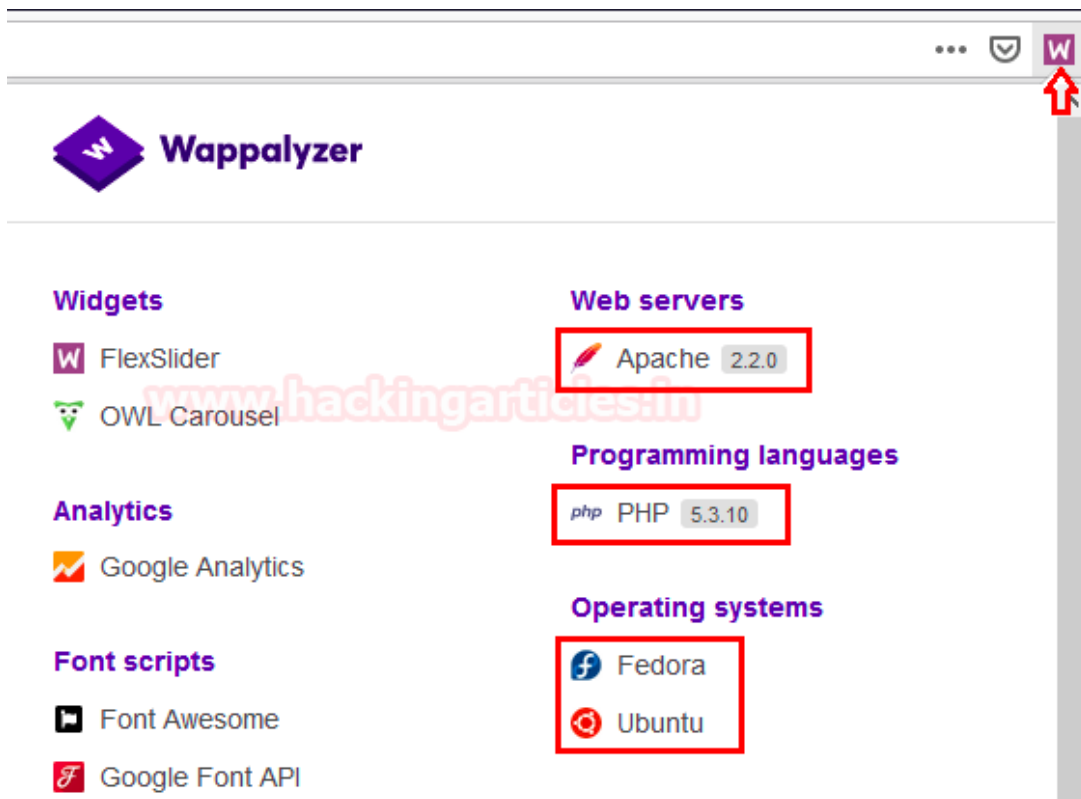 W
W
Wappalyzer
Widgets
W FlexSlider
OWL Carousel
Analytics
Google Analytics
Font scripts
Font Awesome
F Google Font API
Web servers
Apache 2.2.0
Programming languages
php PHP 5.3.10
Operating systems
Fedora
Ubuntu
www.hackingarticles.in